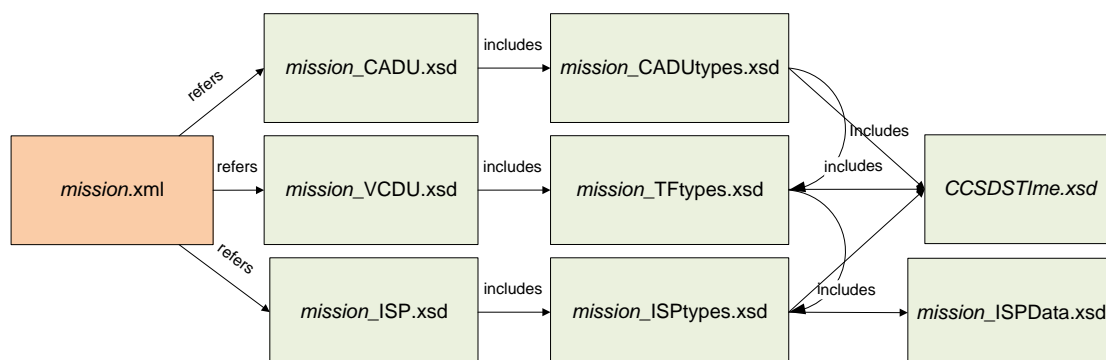 mission_CADU.xsd
includes
mission_CADUtypes.xsd
refers
Includes
mission.xml
refers
mission_VCDU.xsd
includes
mission_TFtypes.xsd
includes
CCSDSTIme.xsd
refers
mission_ISP.xsd
includes
mission_ISPtypes.xsd
includes
mission_ISPData.xsd